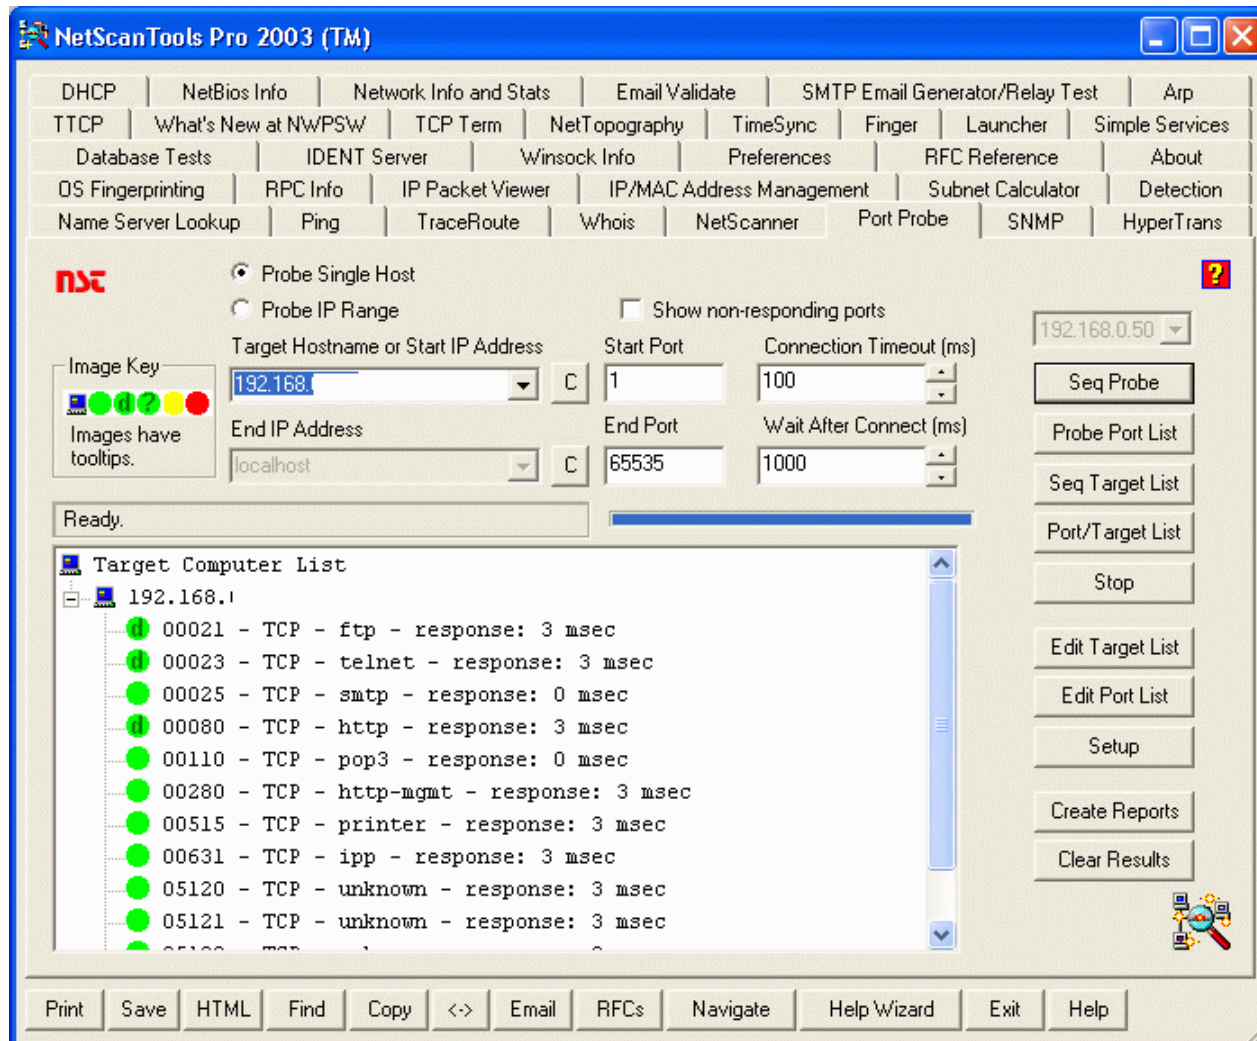 NetScanTools Pro 2003 (TM)
DHCP NetBios Info Network Info and Stats Email Validate SMTP Email Generator/Relay Test Arp
TTCP What's New at NWPSW TCP Term NetTopography TimeSync Finger Launcher Simple Services
Database Tests IDENT Server Winsock Info Preferences RFC Reference About
OS Fingerprinting RPC Info IP Packet Viewer IP/MAC Address Management Subnet Calculator Detection
Name Server Lookup Ping TraceRoute Whois NetScanner Port Probe SNMP HyperTrans
nst
Probe Single Host
Probe IP Range
Show non-responding ports
192.168.0.50
Image Key
d ?
Images have
tooltips.
Target Hostname or Start IP Address
192.168.
C
Start Port
1
Connection Timeout (ms)
100
End IP Address
localhost
C
End Port
65535
Wait After Connect (ms)
1000
Seq Probe
Probe Port List
Seq Target List
Port/Target List
Stop
Edit Target List
Edit Port List
Setup
Create Reports
Clear Results
Ready.
Target Computer List
192.168.
d 00021 - TCP - ftp - response: 3 msec
d 00023 - TCP - telnet - response: 3 msec
00025 - TCP - smtp - response: 0 msec
d 00080 - TCP - http - response: 3 msec
00110 - TCP - pop3 - response: 0 msec
00280 - TCP - http-mgmt - response: 3 msec
00515 - TCP - printer - response: 3 msec
00631 - TCP - ipp - response: 3 msec
05120 - TCP - unknown - response: 3 msec
05121 - TCP - unknown - response: 3 msec
Print Save HTML Find Copy <-> Email RFCs Navigate Help Wizard Exit Help